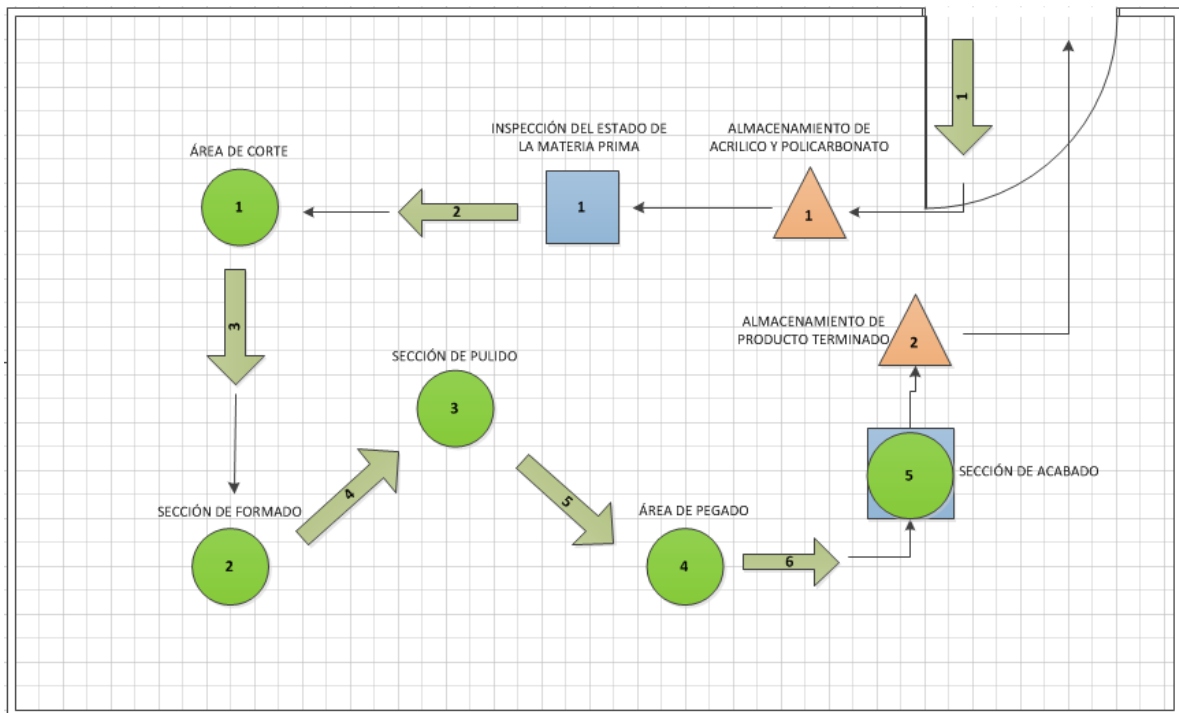 1
INSPECCIÓN DEL ESTADO DE
LA MATERIA PRIMA
ALMACENAMIENTO DE
ACRILICO Y POLICARBONATO
ÁREA DE CORTE
1
2
1
1
3
ALMACENAMIENTO DE
PRODUCTO TERMINADO
2
SECCIÓN DE PULIDO
3
SECCIÓN DE ACABADO
5
4
5
SECCIÓN DE FORMADO
2
ÁREA DE PEGADO
4
6